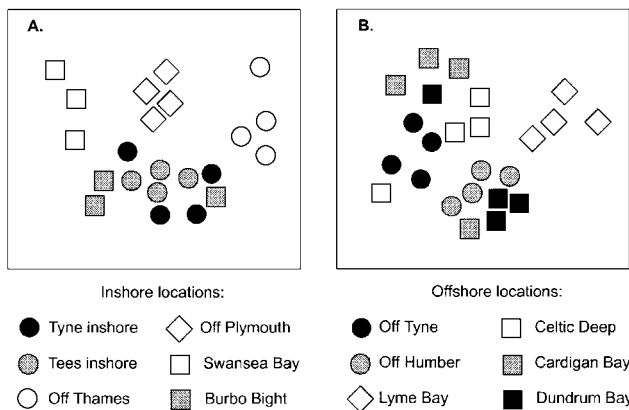 A.
B.
Inshore locations:
Offshore locations:
Tyne inshore
Off Plymouth
Off Tyne
Celtic Deep
Tees inshore
Swansea Bay
Off Humber
Cardigan Bay
Off Thames
Burbo Bight
Lyme Bay
Dundrum Bay